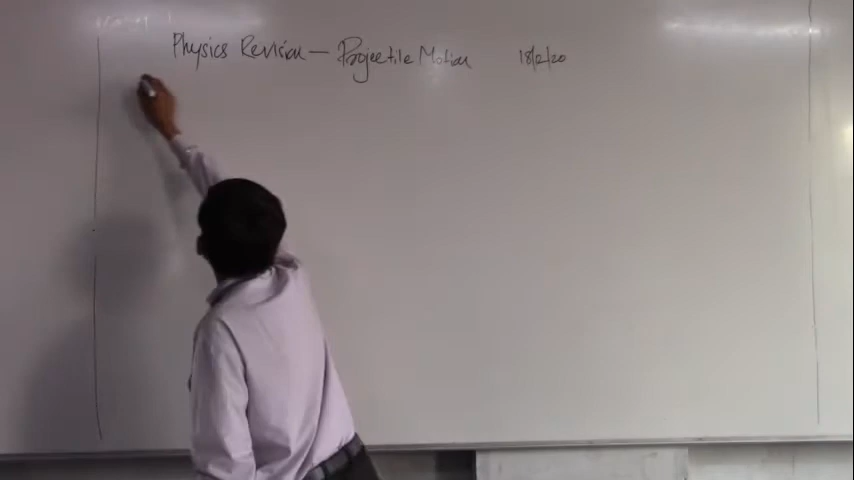 Physics Revision — Projectile Motion 18/2/20